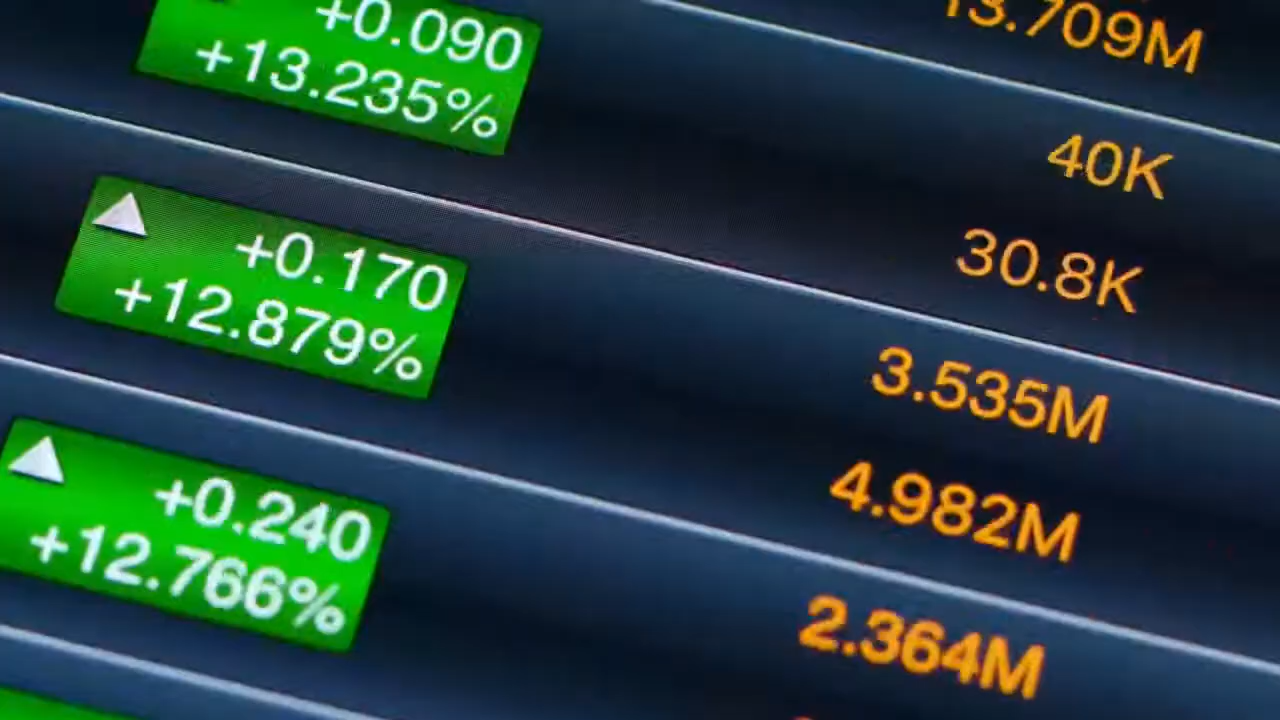 +0.090
+13.235%
13.709M
40K
30.8K
+0.170
+12.879%
3.535M
4.982M
+0.240
+12.766%
2.364M